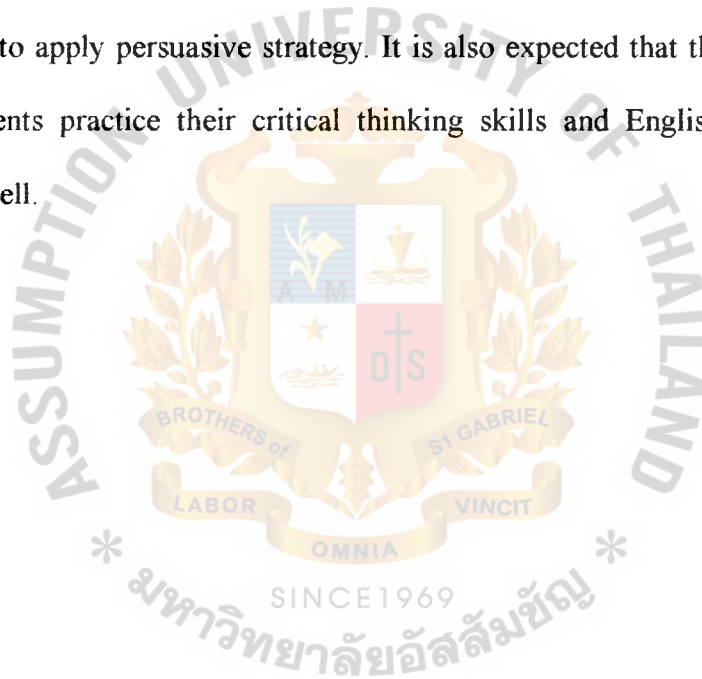 to apply persuasive strategy. It is also expected that th
ents practice their critical thinking skills and Englis
ell.
ASSUMPTION UNIVERSITY OF THAILAND
A M
D S
BROTHERS of
ST GABRIEL
LABOR
VINCIT
OMNIA
SINCE1969
* มหาวิทยาลัยอัสสัมชัญ *